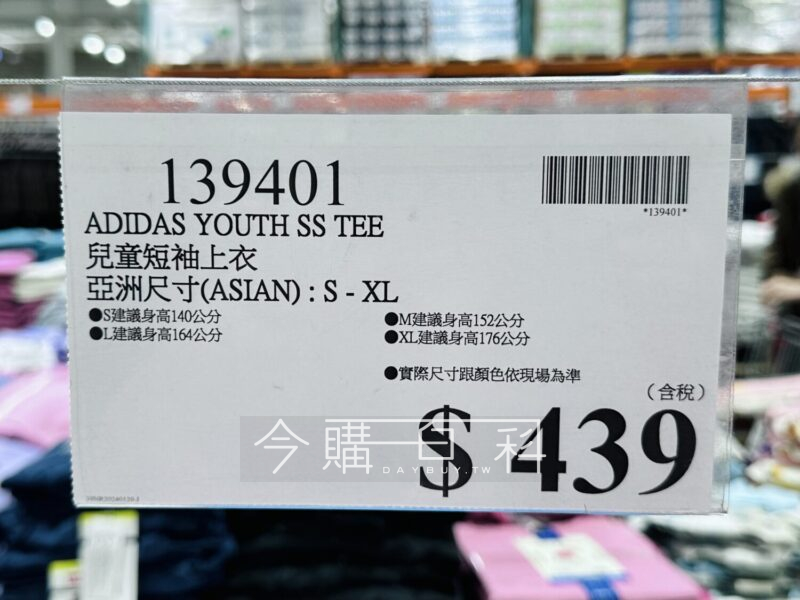 139401
*139401*
ADIDAS YOUTH SS TEE
兒童短袖上衣
亞洲尺寸(ASIAN) : S - XL
●S建議身高140公分
●M建議身高152公分
●L建議身高164公分
●XL建議身高176公分
●實際尺寸跟顏色依現場為準
(含稅)
$ 439
今購百科
DAYBUY.TW